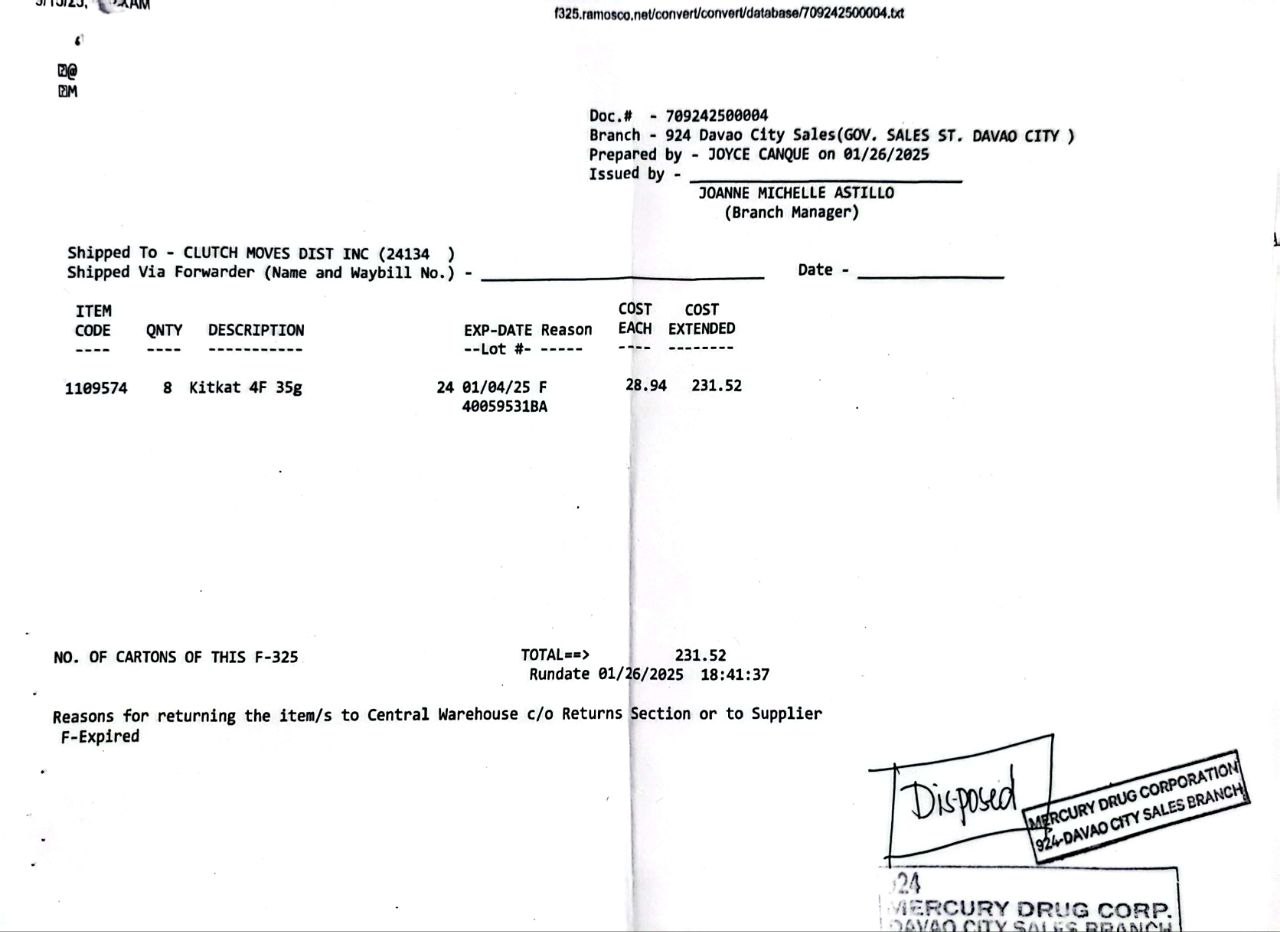 f325.ramosco.net/convert/convert/database/709242500004.txt
@
M
Doc.# - 709242500004
Branch - 924 Davao City Sales(GOV. SALES ST. DAVAO CITY )
Prepared by - JOYCE CANQUE on 01/26/2025
Issued by -
JOANNE MICHELLE ASTILLO
(Branch Manager)
Shipped To - CLUTCH MOVES DIST INC (24134 )
Shipped Via Forwarder (Name and Waybill No.) - Date -
ITEM COST COST
CODE QNTY DESCRIPTION EXP-DATE Reason EACH EXTENDED
---- ---- ----------- --Lot #- ----- ---- --------
1109574 8 Kitkat 4F 35g 24 01/04/25 F 28.94 231.52
40059531BA
NO. OF CARTONS OF THIS F-325 TOTAL==> 231.52
Rundate 01/26/2025 18:41:37
Reasons for returning the item/s to Central Warehouse c/o Returns Section or to Supplier
F-Expired
Disposed
MERCURY DRUG CORPORATION
924-DAVAO CITY SALES BRANCH
924
MERCURY DRUG CORP.
DAVAO CITY SALES BRANCH